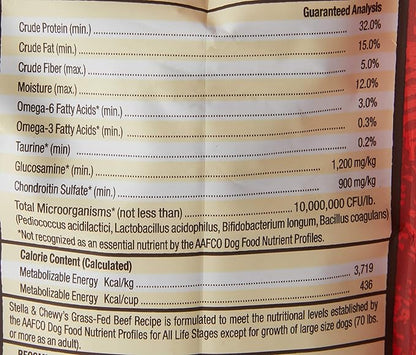 Guaranteed Analysis
Crude Protein (min.) 32.0%
Crude Fat (min.) 15.0%
Crude Fiber (max.) 5.0%
Moisture (max.) 12.0%
Omega-6 Fatty Acids* (min.) 3.0%
Omega-3 Fatty Acids* (min.) 0.3%
Taurine* (min) 0.2%
Glucosamine* (min.) 1,200 mg/kg
Chondroitin Sulfate* (min.) 900 mg/kg
Total Microorganisms* (not less than) 10,000,000 CFU/lb.
(Pediococcus acidilactici, Lactobacillus acidophilus, Bifidobacterium longum, Bacillus coagulans)
*Not recognized as an essential nutrient by the AAFCO Dog Food Nutrient Profiles.
Calorie Content (Calculated)
Metabolizable Energy Kcal/kg 3,719
Metabolizable Energy Kcal/cup 436
Stella & Chewy's Grass-Fed Beef Recipe is formulated to meet the nutritional levels established by
the AAFCO Dog Food Nutrient Profiles for All Life Stages except for growth of large size dogs (70 lbs.
or more as an adult).